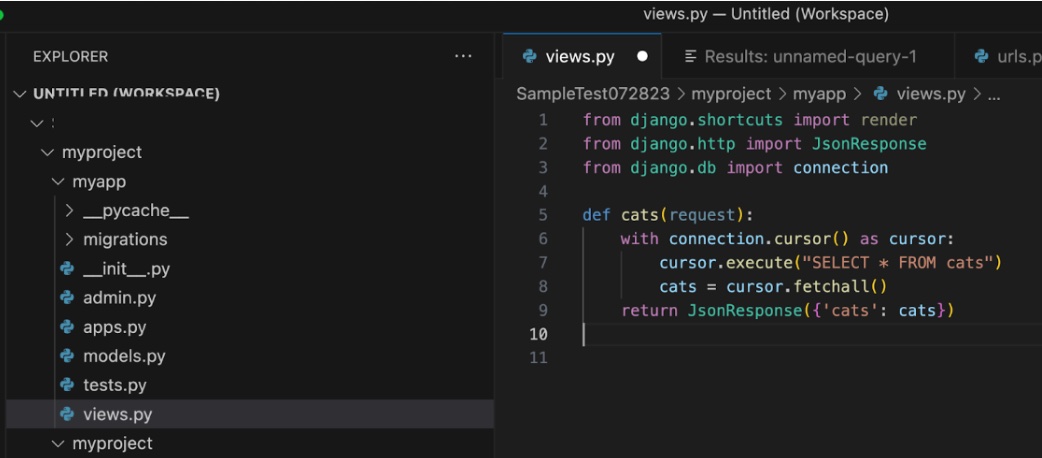 views.py — Untitled (Workspace)
EXPLORER ...
UNTITLED (WORKSPACE)
myproject
myapp
__pycache__
migrations
__init__.py
admin.py
apps.py
models.py
tests.py
views.py
myproject
views.py Results: unnamed-query-1 urls.p
SampleTest072823 > myproject > myapp > views.py > ...
1 from django.shortcuts import render
2 from django.http import JsonResponse
3 from django.db import connection
4
5 def cats(request):
6 with connection.cursor() as cursor:
7 cursor.execute("SELECT * FROM cats")
8 cats = cursor.fetchall()
9 return JsonResponse({'cats': cats})
10
11